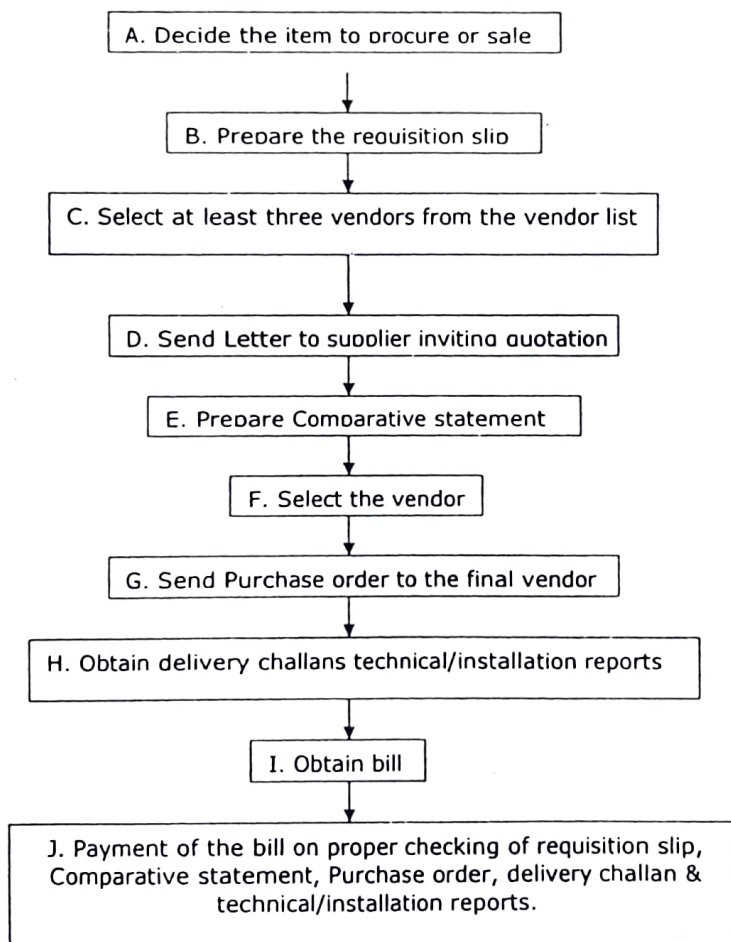 A. Decide the item to procure or sale
B. Prepare the requisition slip
C. Select at least three vendors from the vendor list
D. Send Letter to supplier inviting quotation
E. Prepare Comparative statement
F. Select the vendor
G. Send Purchase order to the final vendor
H. Obtain delivery challans technical/installation reports
I. Obtain bill
J. Payment of the bill on proper checking of requisition slip,
Comparative statement, Purchase order, delivery challan &
technical/installation reports.